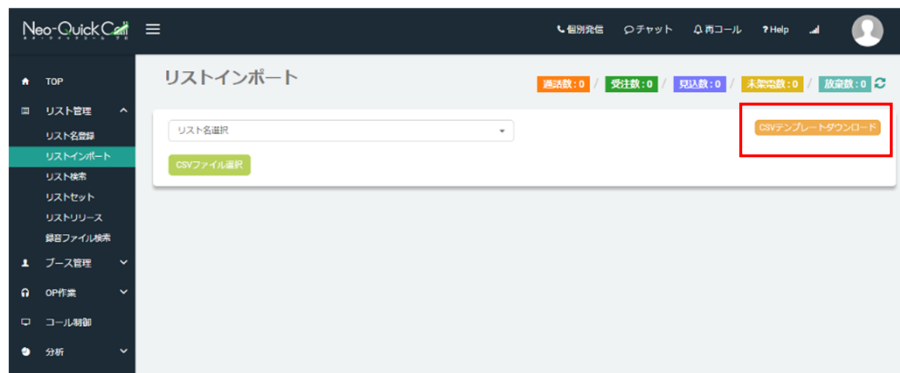 Neo-QuickCall
個別発信 チャット 再コール ?Help
TOP
リスト管理
リスト名登録
リストインポート
リスト検索
リストセット
リストリリース
録音ファイル検索
ブース管理
OP作業
コール制御
分析
リストインポート
通話数:0 / 受注数:0 / 見込数:0 / 未架電数:0 / 放棄数:0
リスト名選択
CSVテンプレートダウンロード
CSVファイル選択